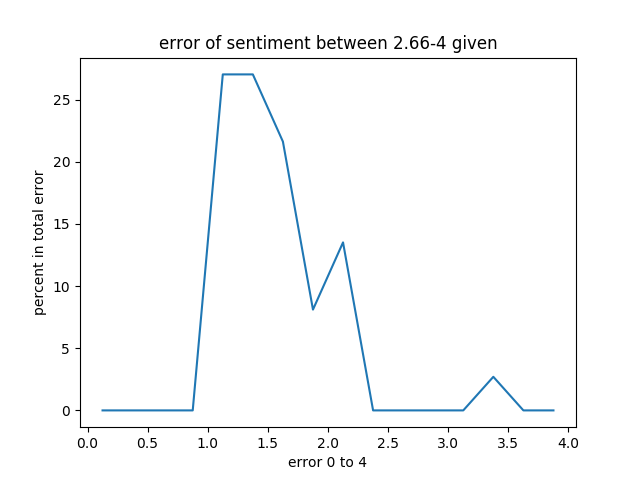 error of sentiment between 2.66-4 given
percent in total error
25
20
15
10
5
0
0.0 0.5 1.0 1.5 2.0 2.5 3.0 3.5 4.0
error 0 to 4